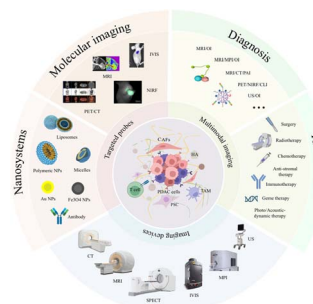 Molecular imaging
IVIS
MRI
NIRF
PET/CT
Diagnosis
MRI/OI
MRI/MPI/OI
MRI/CT/PAI
PET/NIRF/CLI
US/OI
Nanosystems
Liposomes
Polymeric NPs
Micelles
Au NPs
Fe3O4 NPs
Antibody
Targeted probes
Multimodal imaging
CAFs
HA
PDAC cells
TAM
PSC
Surgery
Radiotherapy
Chemotherapy
Anti-stromal
therapy
Immunotherapy
Germ therapy
Photo/Acoustic-
dynamic therapy
Imaging devices
CT
MRI
SPECT
IVIS
MPI
US